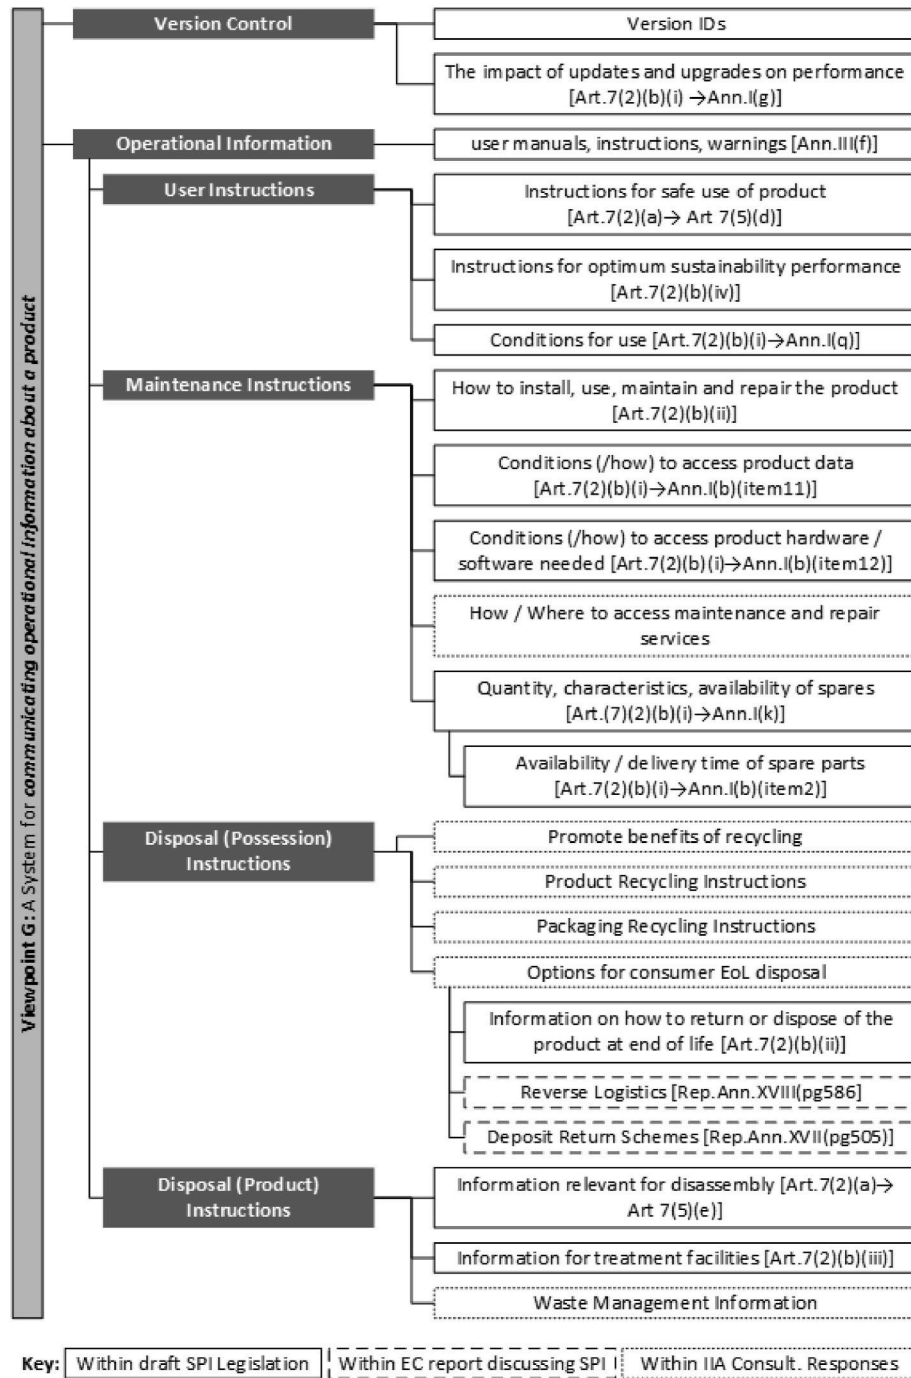 Viewpoint G: A System for communicating operational information about a product
Version Control
Version IDs
The impact of updates and upgrades on performance
[Art.7(2)(b)(i) →Ann.I(g)]
Operational Information
user manuals, instructions, warnings [Ann.III(f)]
User Instructions
Instructions for safe use of product
[Art.7(2)(a)→ Art 7(5)(d)]
Instructions for optimum sustainability performance
[Art.7(2)(b)(iv)]
Conditions for use [Art.7(2)(b)(i)→Ann.I(q)]
Maintenance Instructions
How to install, use, maintain and repair the product
[Art.7(2)(b)(ii)]
Conditions (/how) to access product data
[Art.7(2)(b)(i)→Ann.I(b)(item11)]
Conditions (/how) to access product hardware /
software needed [Art.7(2)(b)(i)→Ann.I(b)(item12)]
How / Where to access maintenance and repair
services
Quantity, characteristics, availability of spares
[Art.(7)(2)(b)(i)→Ann.I(k)]
Availability / delivery time of spare parts
[Art.7(2)(b)(i)→Ann.I(b)(item2)]
Disposal (Possession)
Instructions
Promote benefits of recycling
Product Recycling Instructions
Packaging Recycling Instructions
Options for consumer EoL disposal
Information on how to return or dispose of the
product at end of life [Art.7(2)(b)(ii)]
Reverse Logistics [Rep.Ann.XVIII(pg586]
Deposit Return Schemes [Rep.Ann.XVII(pg505)]
Disposal (Product)
Instructions
Information relevant for disassembly [Art.7(2)(a)→
Art 7(5)(e)]
Information for treatment facilities [Art.7(2)(b)(iii)]
Waste Management Information
Key: Within draft SPI Legislation Within EC report discussing SPI Within IIA Consult. Responses